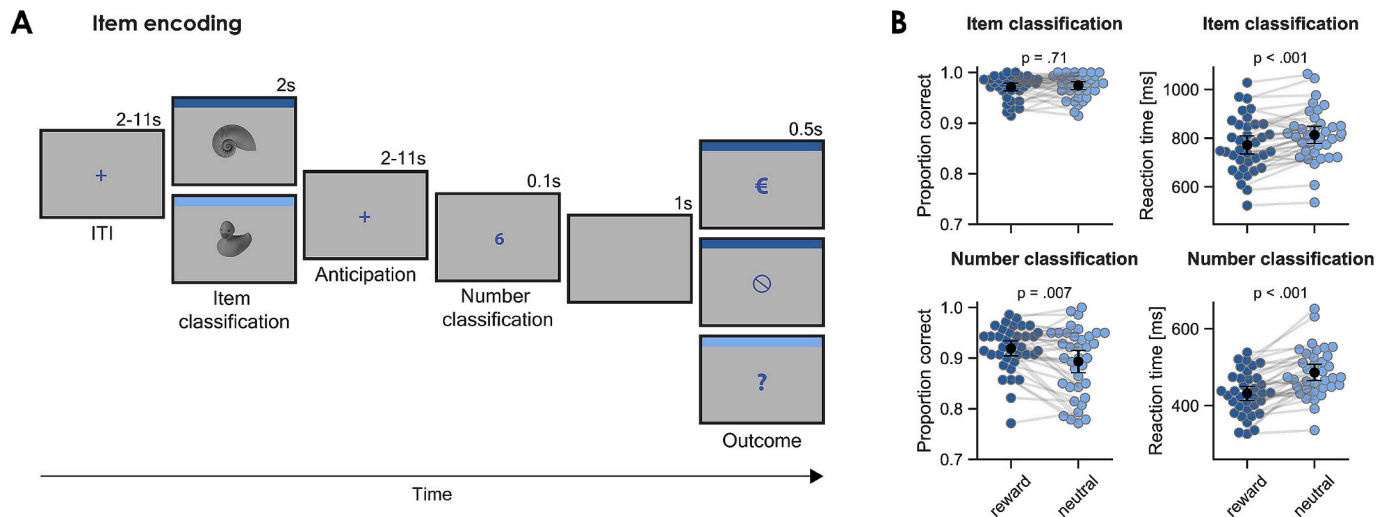 A
Item encoding
2-11s
+
ITI
2s
Item
classification
2-11s
+
Anticipation
0.1s
6
Number
classification
1s
0.5s
€
?
Outcome
Time
B
Item classification
p = .71
Proportion correct
1.0
0.9
0.8
0.7
Item classification
p < .001
Reaction time [ms]
1000
800
600
Number classification
p = .007
Proportion correct
1.0
0.9
0.8
0.7
reward
neutral
Number classification
p < .001
Reaction time [ms]
600
400
reward
neutral